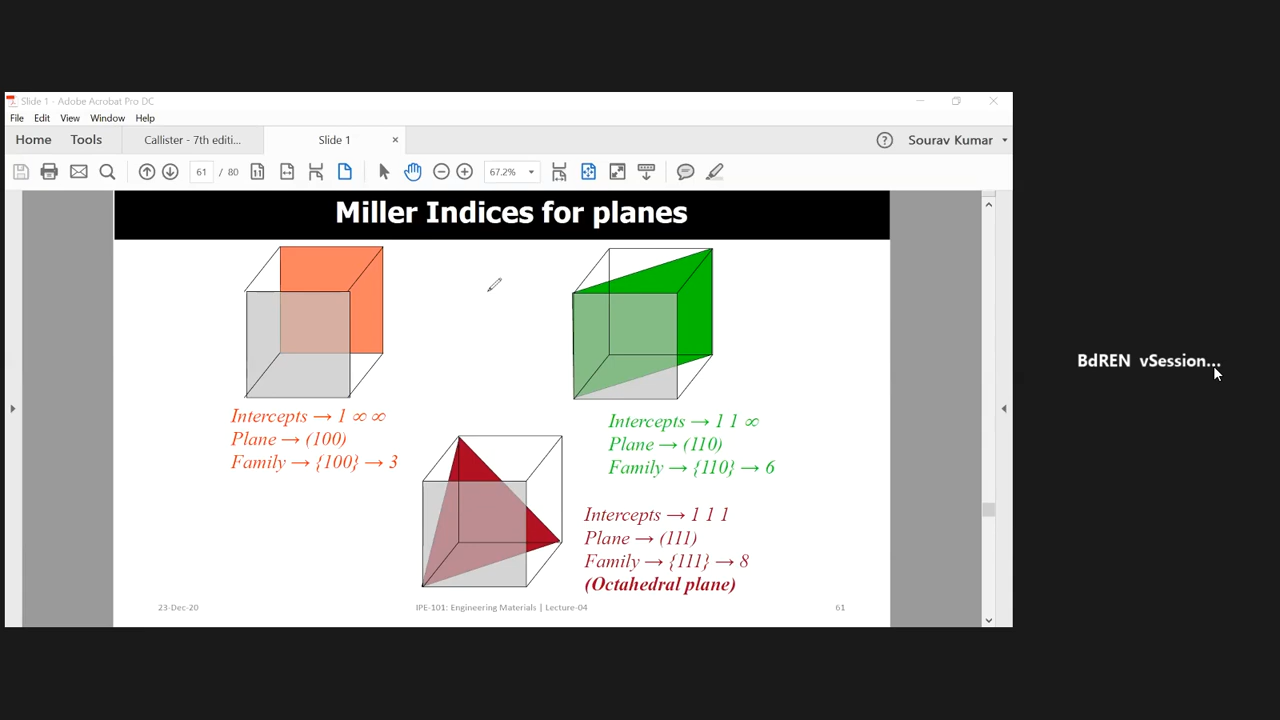 Slide 1 - Adobe Acrobat Pro DC
File Edit View Window Help
Home Tools Callister - 7th editi... Slide 1 × ? Sourav Kumar
61 / 80 67.2%
Miller Indices for planes
Intercepts → 1 ∞ ∞
Plane → (100)
Family → {100} → 3
Intercepts → 1 1 ∞
Plane → (110)
Family → {110} → 6
Intercepts → 1 1 1
Plane → (111)
Family → {111} → 8
(Octahedral plane)
23-Dec-20 IPE-101: Engineering Materials | Lecture-04 61
BdREN vSession...